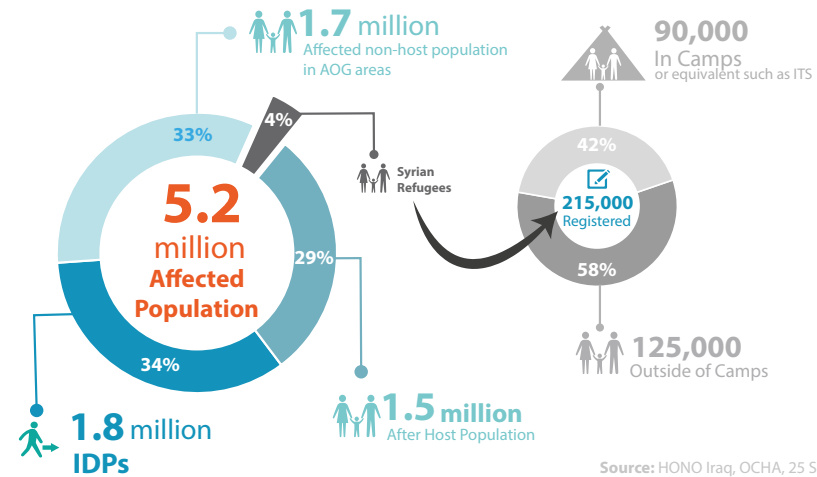 1.7 million
Affected non-host population
in AOG areas
33%
4%
5.2
million
Affected
Population
29%
34%
1.8 million
IDPs
1.5 million
After Host Population
Syrian
Refugees
90,000
In Camps
or equivalent such as ITS
42%
215,000
Registered
58%
125,000
Outside of Camps
Source: HONO Iraq, OCHA, 25 S